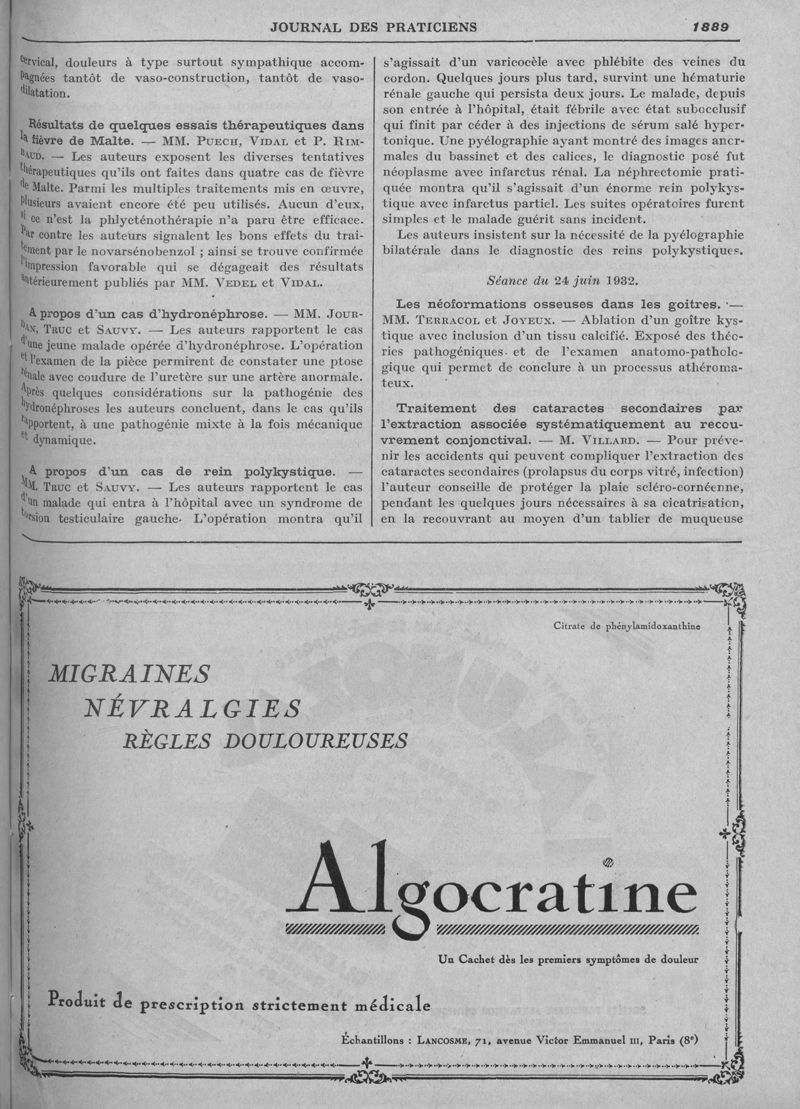 JOURNAL DES PRATICIENS
1889
cervical, douleurs à type surtout sympathique accom-
pagnées tantôt de vaso-construction, tantôt de vaso-
dilatation.
Résultats de quelques essais thérapeutiques dans
la fièvre de Malte. — MM. PUECH, VIDAL et P. RIM-
BAUD. — Les auteurs exposent les diverses tentatives
thérapeutiques qu'ils ont faites dans quatre cas de fièvre
de Malte. Parmi les multiples traitements mis en œuvre,
plusieurs avaient encore été peu utilisés. Aucun d'eux,
si ce n'est la phlycténothérapie n'a paru être efficace.
Par contre les auteurs signalent les bons effets du trai-
tement par le novarsénobenzol ; ainsi se trouve confirmée
l'impression favorable qui se dégageait des résultats
antérieurement publiés par MM. VEDEL et VIDAL.
A propos d'un cas d'hydronéphrose. — MM. JOUR-
DAN, TRUC et SAUVY. — Les auteurs rapportent le cas
d'une jeune malade opérée d'hydronéphrose. L'opération
et l'examen de la pièce permirent de constater une ptose
rénale avec coudure de l'uretère sur une artère anormale.
Après quelques considérations sur la pathogénie des
hydronéphroses les auteurs concluent, dans le cas qu'ils
rapportent, à une pathogénie mixte à la fois mécanique
et dynamique.
A propos d'un cas de rein polykystique. —
MM. TRUC et SAUVY. — Les auteurs rapportent le cas
d'un malade qui entra à l'hôpital avec un syndrome de
torsion testiculaire gauche. L'opération montra qu'il
s'agissait d'un varicocèle avec phlébite des veines du
cordon. Quelques jours plus tard, survint une hématurie
rénale gauche qui persista deux jours. Le malade, depuis
son entrée à l'hôpital, était fébrile avec état subocclusif
qui finit par céder à des injections de sérum salé hyper-
tonique. Une pyélographie ayant montré des images anor-
males du bassinet et des calices, le diagnostic posé fut
néoplasme avec infarctus rénal. La néphrectomie prati-
quée montra qu'il s'agissait d'un énorme rein polykys-
tique avec infarctus partiel. Les suites opératoires furent
simples et le malade guérit sans incident.
Les auteurs insistent sur la nécessité de la pyélographie
bilatérale dans le diagnostic des reins polykystiques.
Séance du 24 juin 1932.
Les néoformations osseuses dans les goitres. —
MM. TERRACOL et JOYEUX. — Ablation d'un goître kys-
tique avec inclusion d'un tissu calcifié. Exposé des théo-
ries pathogéniques et de l'examen anatomo-patholo-
gique qui permet de conclure à un processus athéroma-
teux.
Traitement des cataractes secondaires par
l'extraction associée systématiquement au recou-
vrement conjonctival. — M. VILLARD. — Pour préve-
nir les accidents qui peuvent compliquer l'extraction des
cataractes secondaires (prolapsus du corps vitré, infection)
l'auteur conseille de protéger la plaie scléro-cornéenne,
pendant les quelques jours nécessaires à sa cicatrisation,
en la recouvrant au moyen d'un tablier de muqueuse
Citrate de phénylamidoxanthine
MIGRAINES
NÉVRALGIES
RÈGLES DOULOUREUSES
Algocratine
Un Cachet dès les premiers symptômes de douleur
Produit de prescription strictement médicale
Échantillons : LANCOSME, 71, avenue Victor Emmanuel III, Paris (8e)